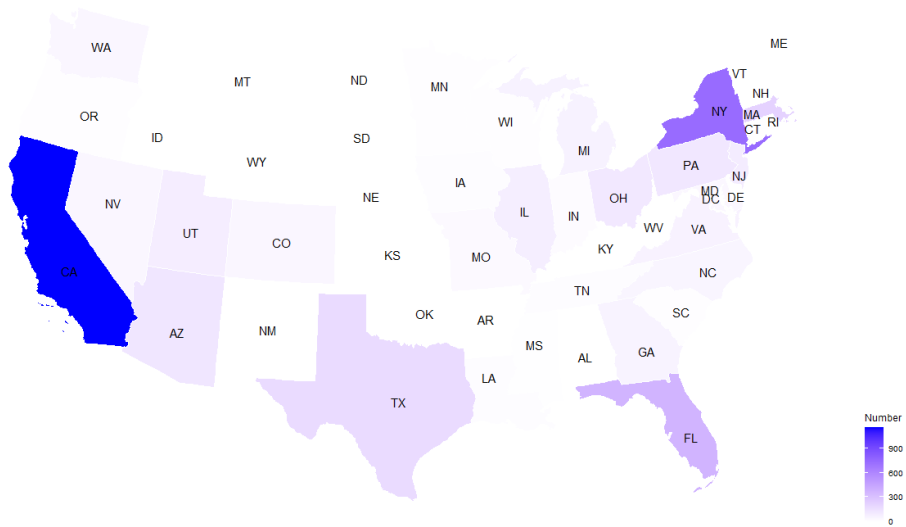 ME
WA
VT
MT
ND
MN
NH
NY
MA
RI
OR
WI
CT
ID
SD
MI
PA
WY
NJ
IA
MD
NE
OH
DE
DC
NV
IL
IN
WV
UT
VA
CO
KY
KS
MO
CA
NC
TN
OK
SC
AR
NM
AZ
MS
GA
AL
LA
TX
FL
Number
900
600
300
0